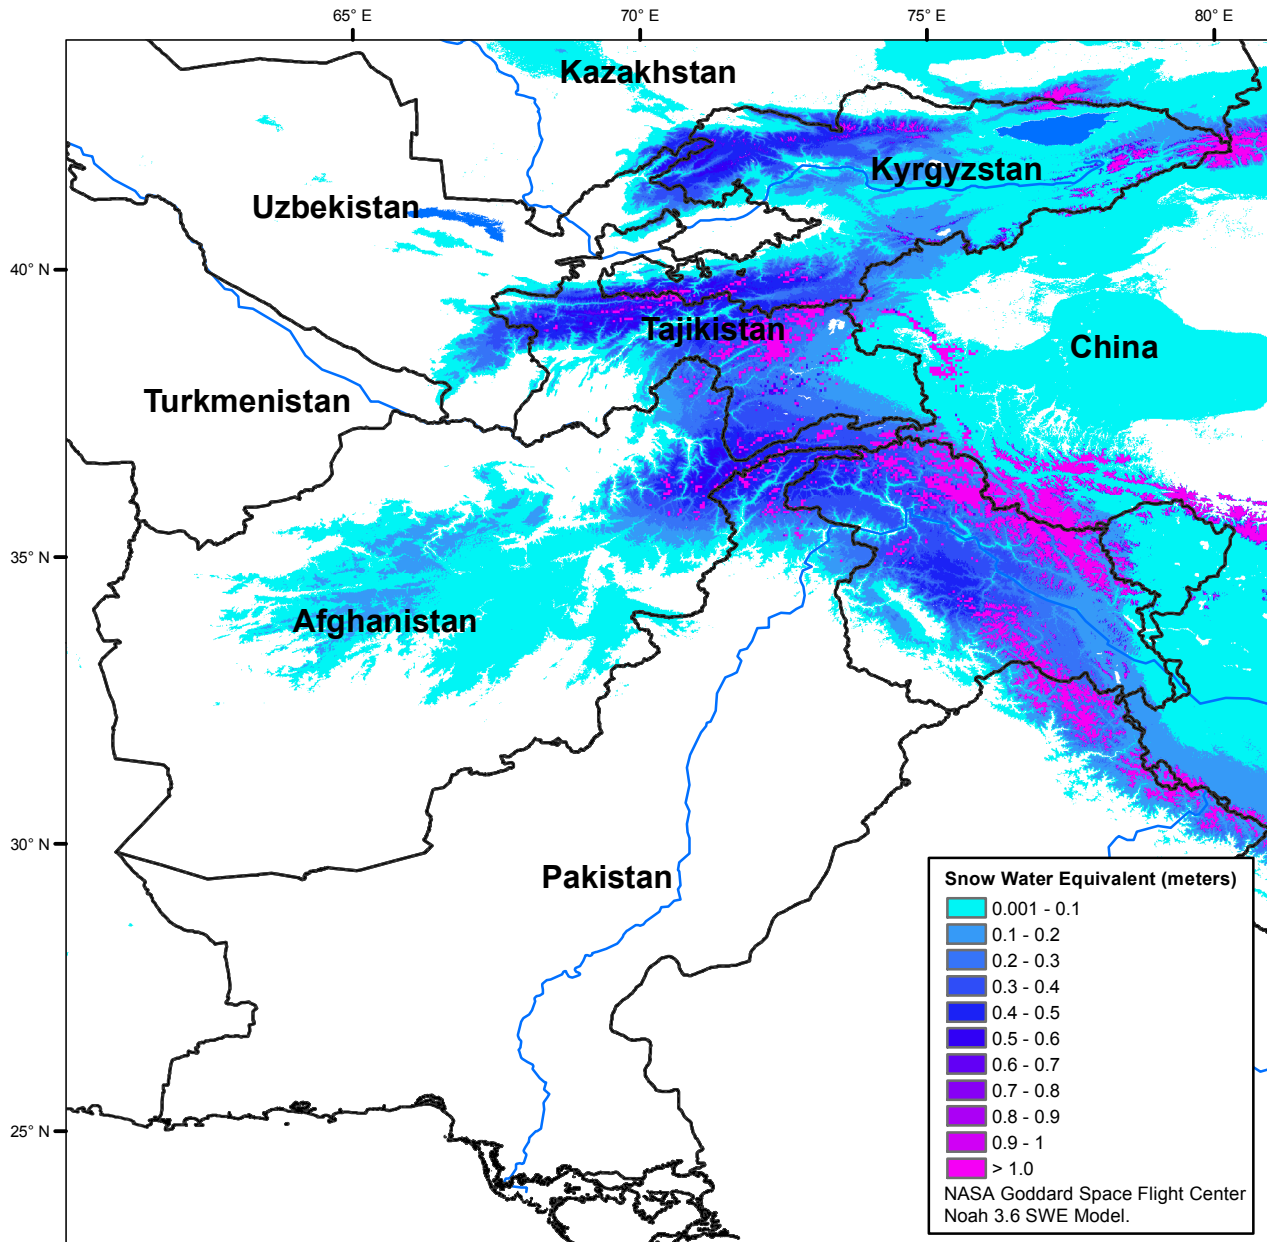 65° E
70° E
75° E
80° E
Kazakhstan
Kyrgyzstan
Uzbekistan
40° N
Tajikistan
China
Turkmenistan
35° N
Afghanistan
30° N
Pakistan
25° N
Snow Water Equivalent (meters)
0.001 - 0.1
0.1 - 0.2
0.2 - 0.3
0.3 - 0.4
0.4 - 0.5
0.5 - 0.6
0.6 - 0.7
0.7 - 0.8
0.8 - 0.9
0.9 - 1
> 1.0
NASA Goddard Space Flight Center
Noah 3.6 SWE Model.